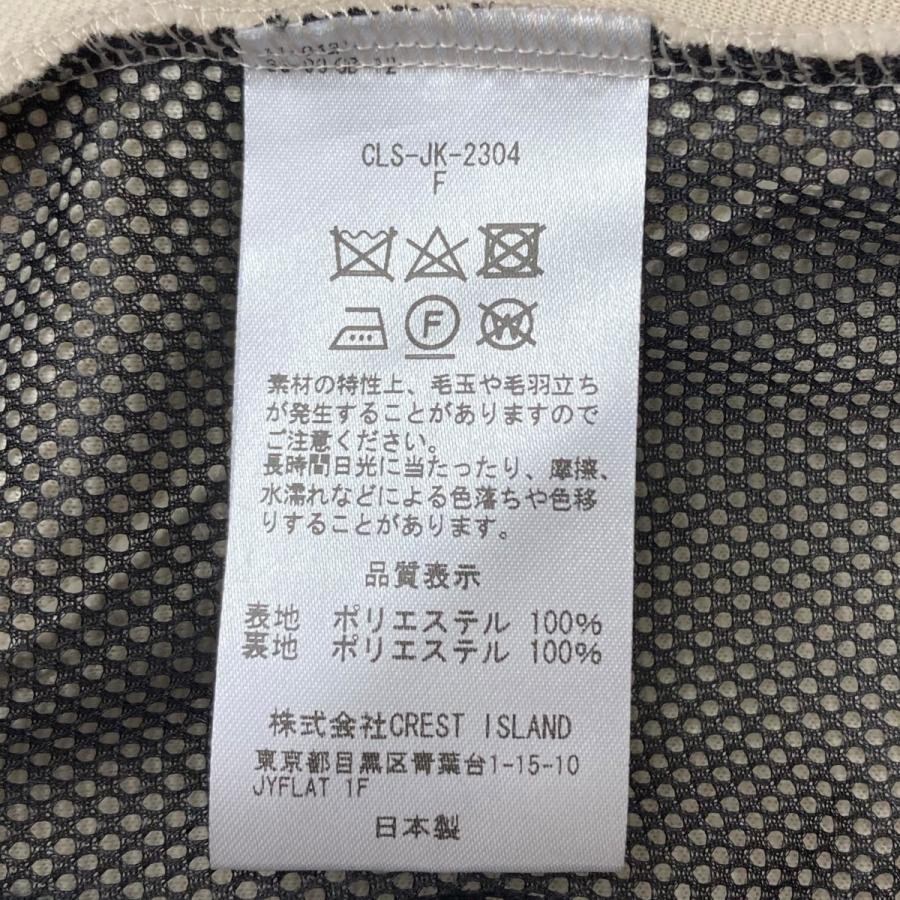 CLS-JK-2304
F
F W
素材の特性上、毛玉や毛羽立ち
が発生することがありますので
ご注意ください。
長時間日光に当たったり、摩擦、
水濡れなどによる色落ちや色移
りすることがあります。
品質表示
表地 ポリエステル 100%
裏地 ポリエステル 100%
株式会社CREST ISLAND
東京都目黒区青葉台1-15-10
JYFLAT 1F
日本製